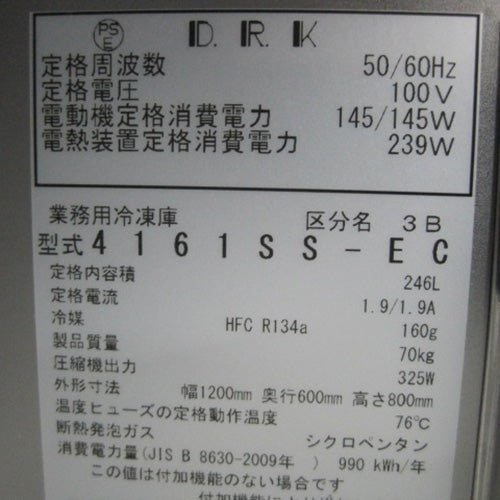 PS
E
D. R. K
定格周波数 50/60Hz
定格電圧 100V
電動機定格消費電力 145/145W
電熱装置定格消費電力 239W
業務用冷凍庫 区分名 3B
型式 4161SS-EC
定格内容積 246L
定格電流 1.9/1.9A
冷媒 HFC R134a 160g
製品質量 70kg
圧縮機出力 325W
外形寸法 幅1200mm 奥行600mm 高さ800mm
温度ヒューズの定格動作温度 76℃
断熱発泡ガス シクロペンタン
消費電力量(JIS B 8630-2009年 ) 990 kWh/年
この値は付加機能のない場合です